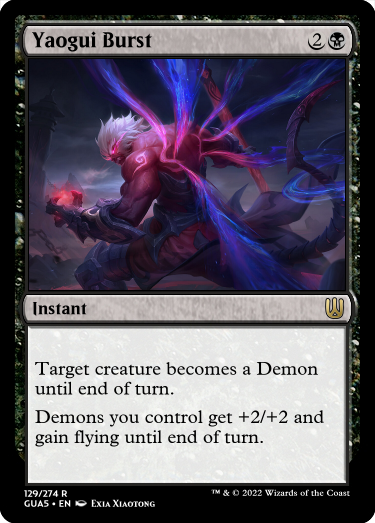 Yaogui Burst 2
Instant
Target creature becomes a Demon
until end of turn.
Demons you control get +2/+2 and
gain flying until end of turn.
129/274 R
GUA5 • EN Exia Xiaotong
™ & © 2022 Wizards of the Coast